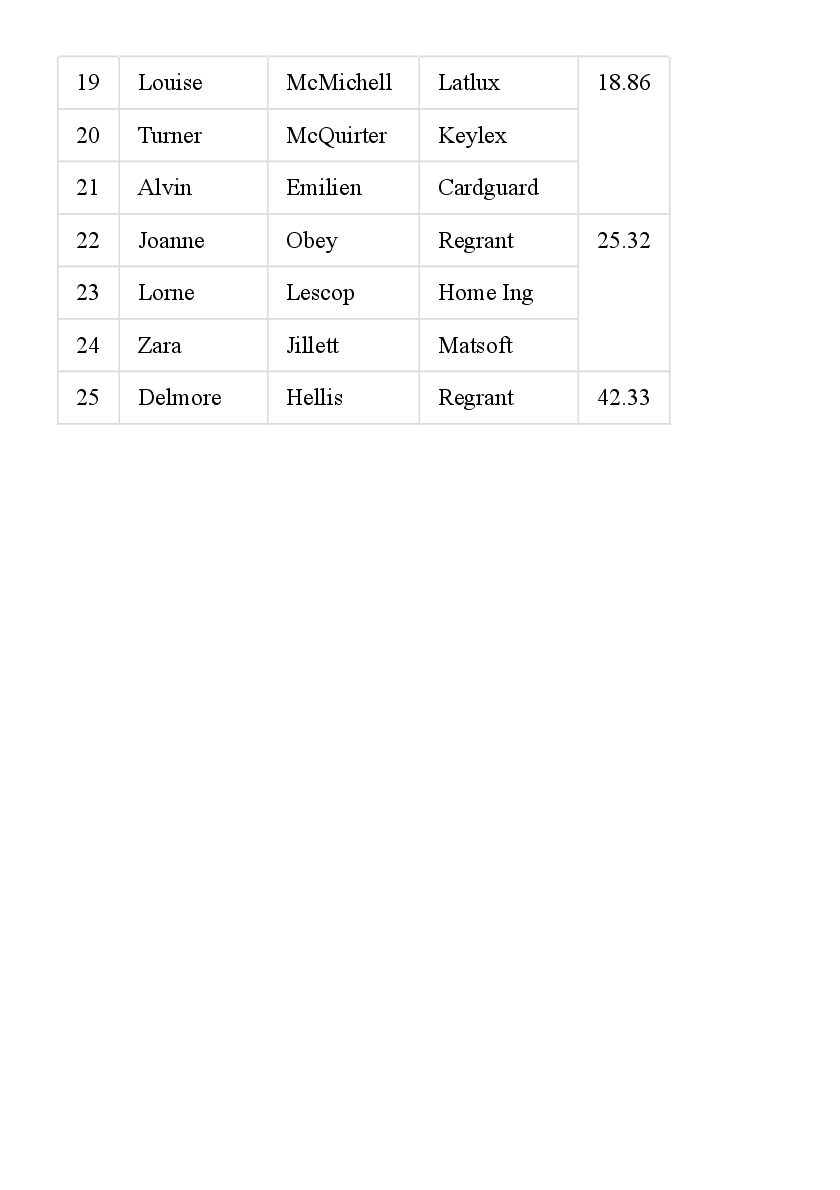 19 Louise McMichell Latlux 18.86
20 Turner McQuirter Keylex
21 Alvin Emilien Cardguard
22 Joanne Obey Regrant 25.32
23 Lorne Lescop Home Ing
24 Zara Jillett Matsoft
25 Delmore Hellis Regrant 42.33